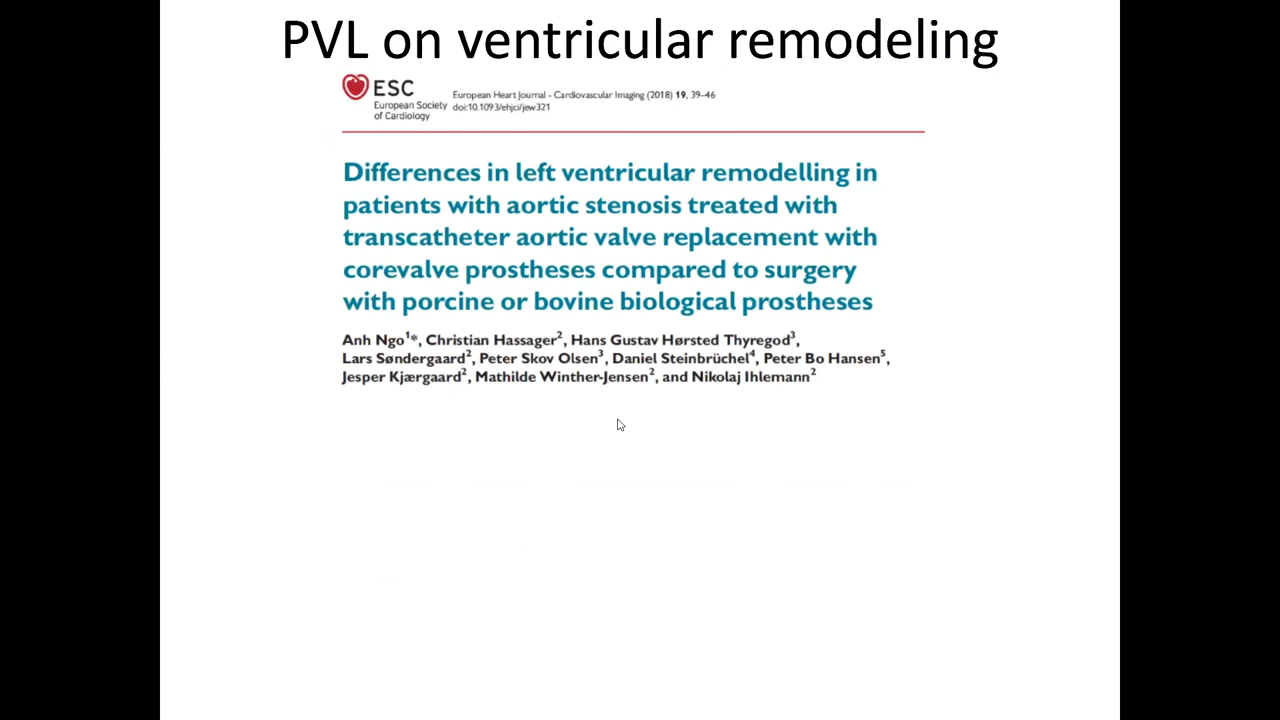 PVL on ventricular remodeling
ESC
European Society
of Cardiology
European Heart Journal - Cardiovascular Imaging (2018) 19, 39–46
doi:10.1093/ehjci/jew321
Differences in left ventricular remodelling in
patients with aortic stenosis treated with
transcatheter aortic valve replacement with
corevalve prostheses compared to surgery
with porcine or bovine biological prostheses
Anh Ngo¹*, Christian Hassager², Hans Gustav Hørsted Thyregod³,
Lars Søndergaard², Peter Skov Olsen³, Daniel Steinbrüchel⁴, Peter Bo Hansen⁵,
Jesper Kjærgaard², Mathilde Winther-Jensen², and Nikolaj Ihlemann²